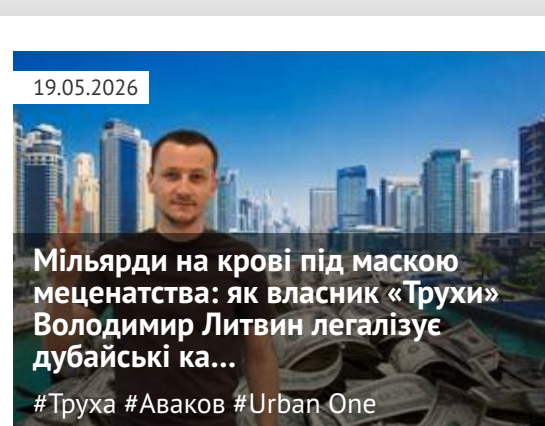 19.05.2026
Мільярди на крові під маскою
меценатства: як власник «Трухи»
Володимир Литвин легалізує
дубайські ка...
#Труха #Аваков #Urban One